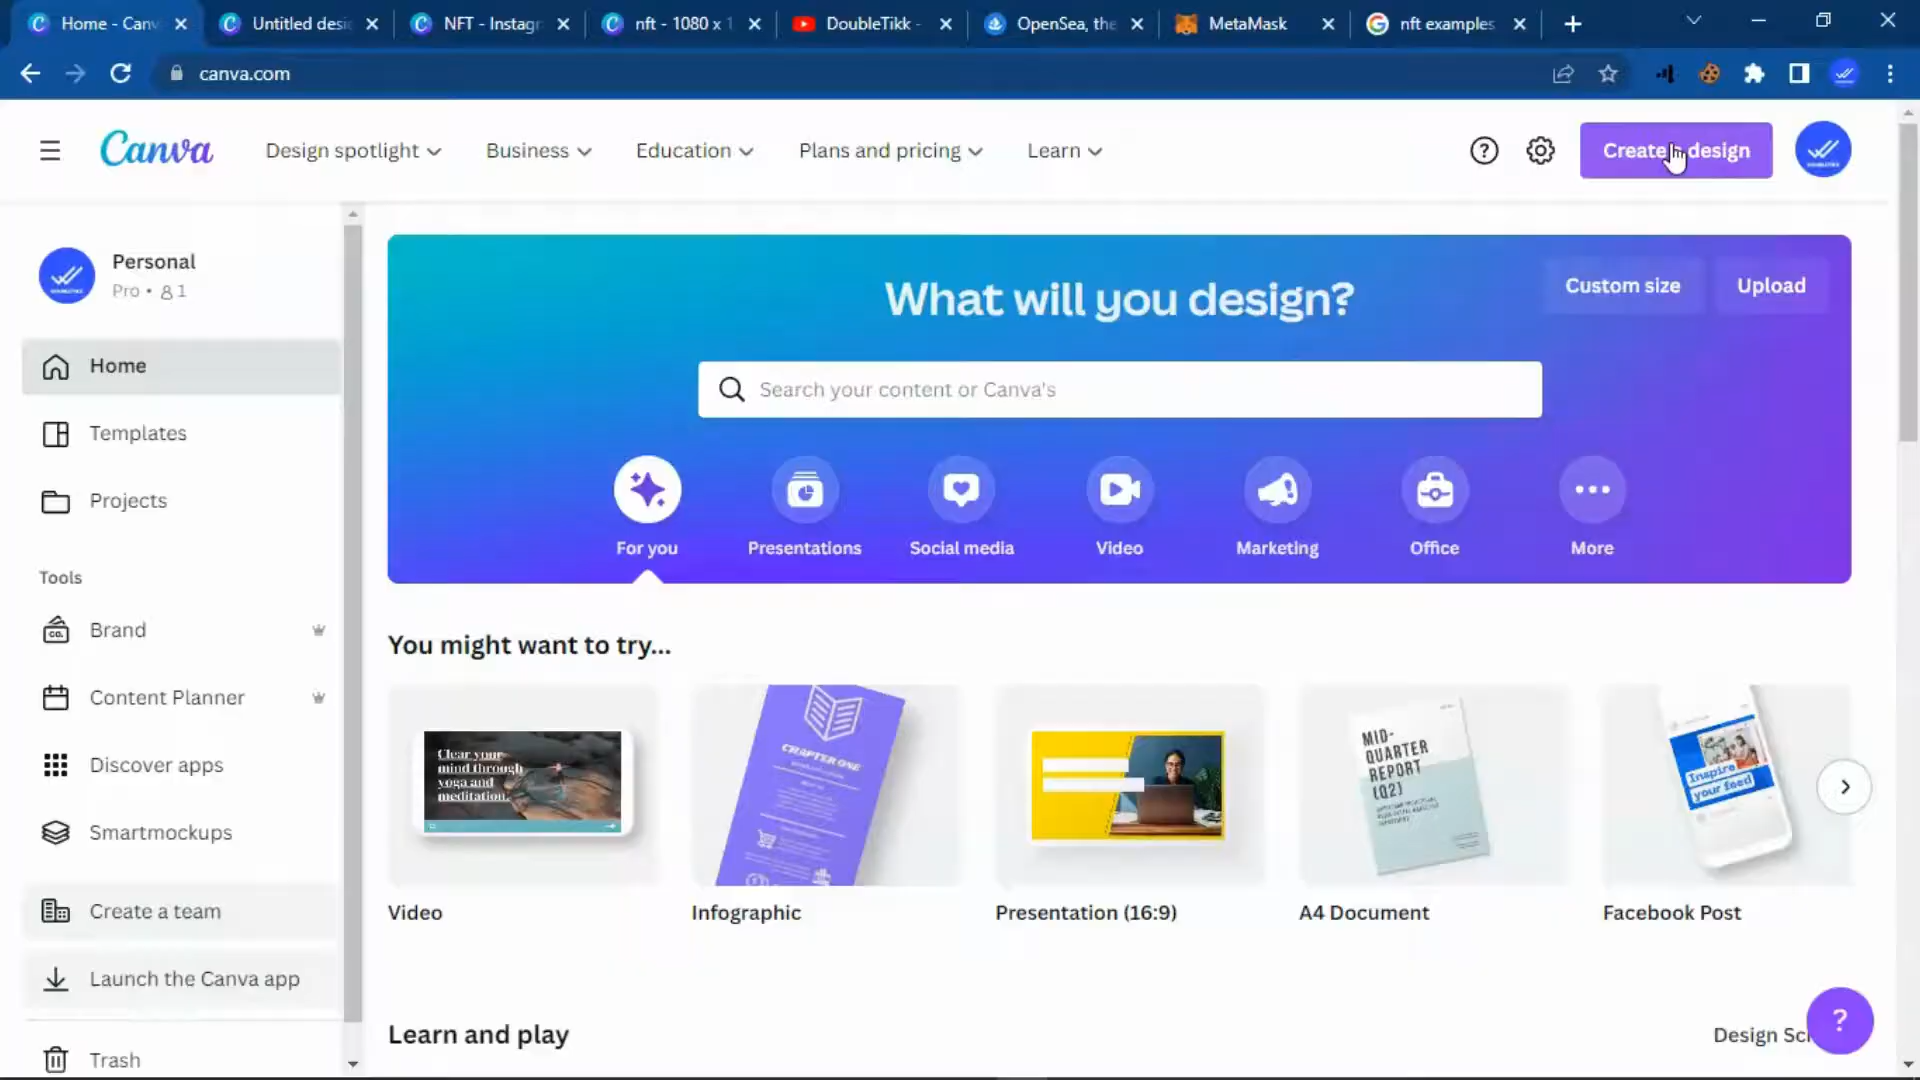 Home - Can
Untitled desi
NFT - Instag
nft - 1080 x 1
DoubleTikk -
OpenSea, the
MetaMask
nft examples
canva.com
Canva
Design spotlight
Business
Education
Plans and pricing
Learn
Create design
Personal
Pro • 1
What will you design?
Custom size
Upload
Home
Search your content or Canva's
Templates
Projects
For you
Presentations
Social media
Video
Marketing
Office
More
Tools
Brand
You might want to try...
Content Planner
Discover apps
Smartmockups
Clear your
mind through
yoga and
meditation.
CHAPTER ONE
MID-
QUARTER
REPORT
(Q2)
Inspire
your feed
Create a team
Video
Infographic
Presentation (16:9)
A4 Document
Facebook Post
Launch the Canva app
Learn and play
Design Sc
?
Trash